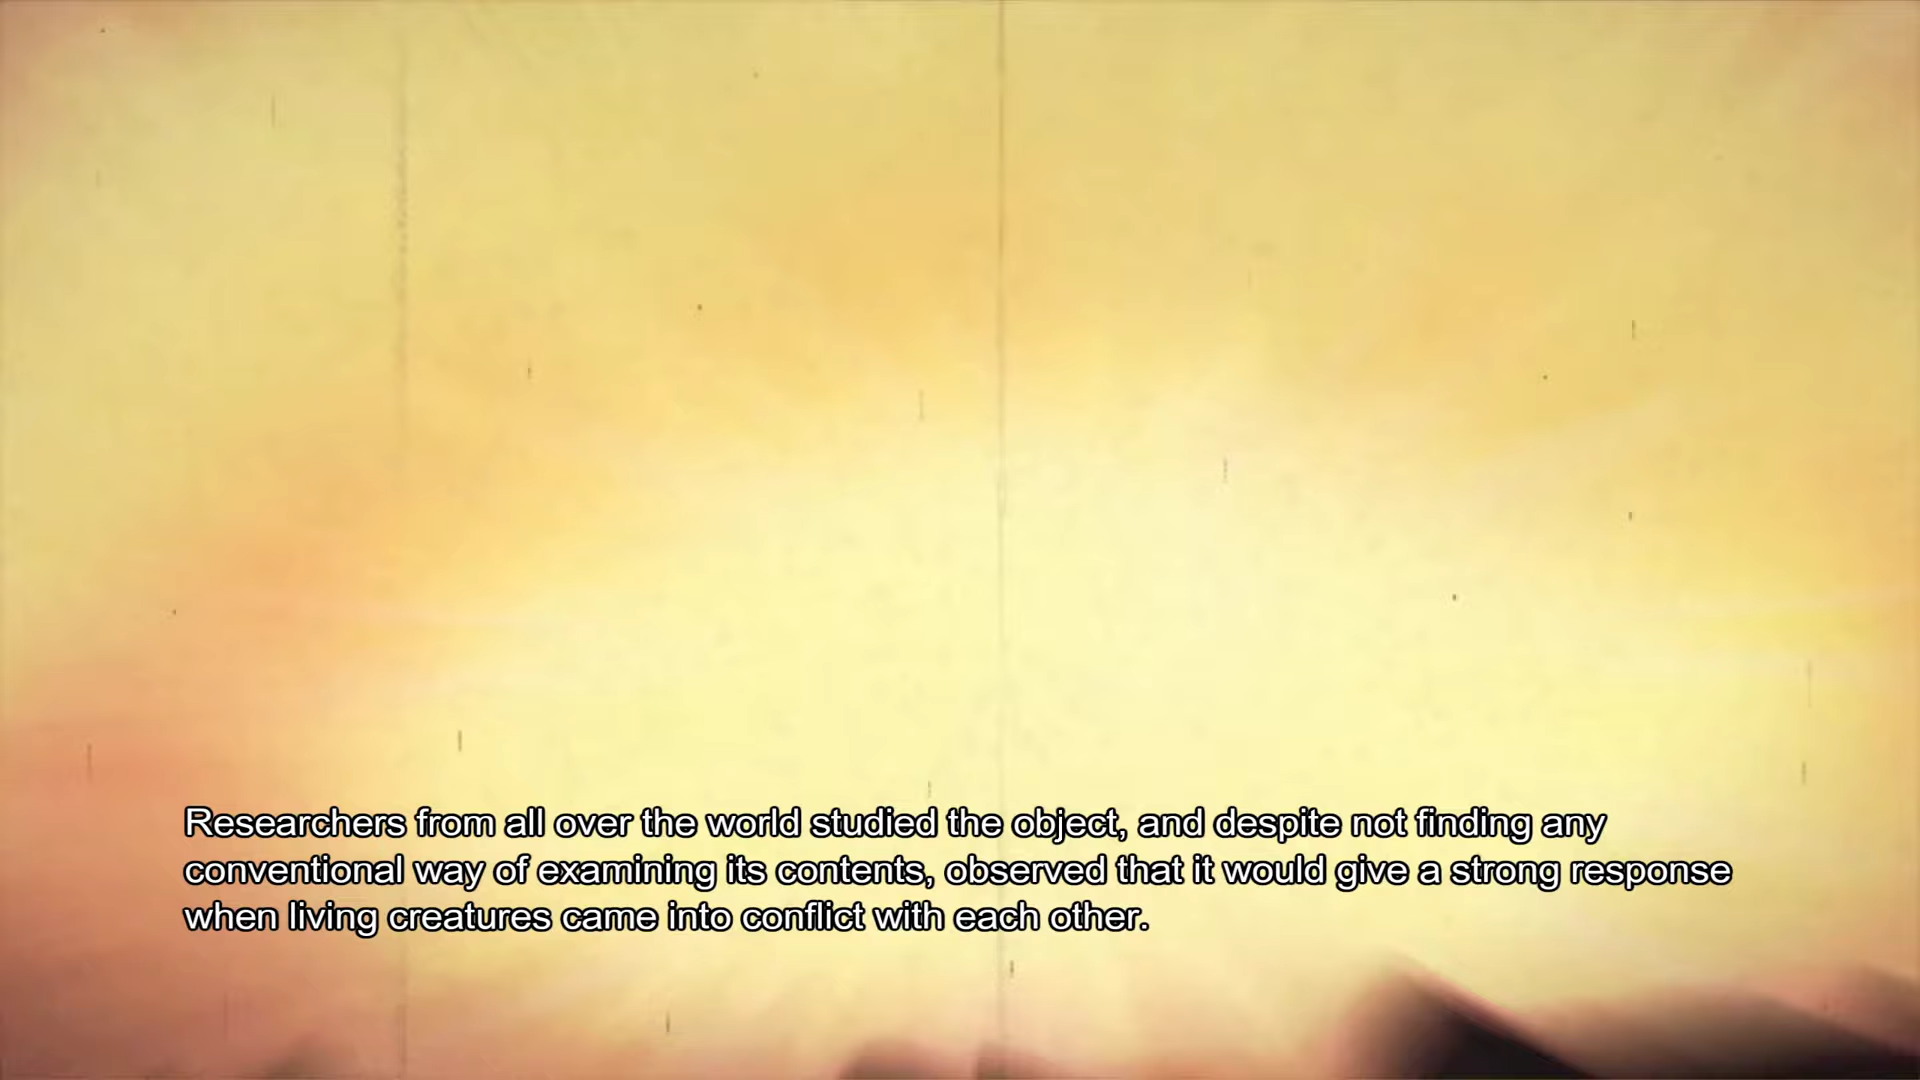 Researchers from all over the world studied the object, and despite not finding any
conventional way of examining its contents, observed that it would give a strong response
when living creatures came into conflict with each other.